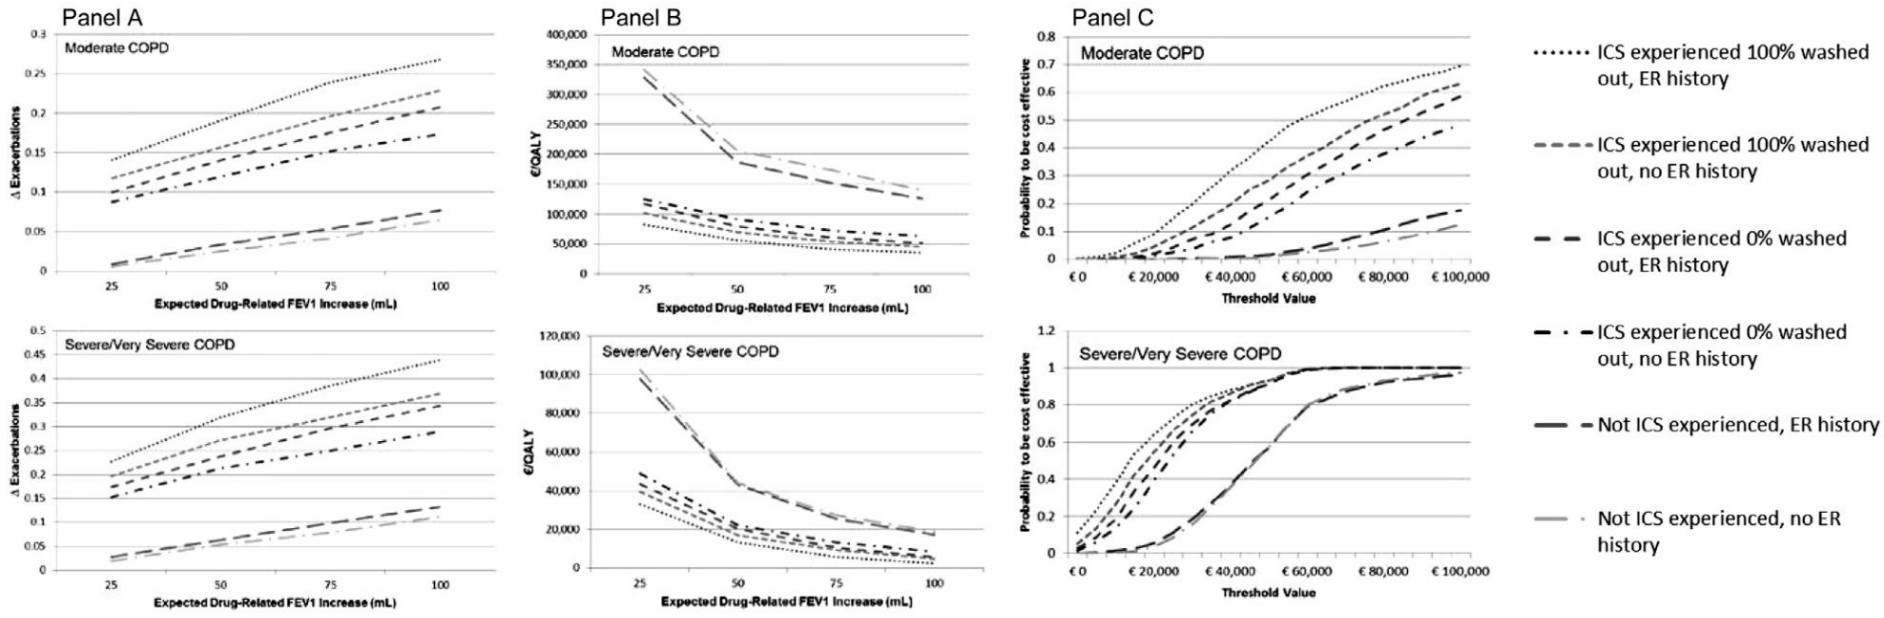 Panel A
0.3
Moderate COPD
0.25
0.2
0.15
0.1
0.05
0
Δ Exacerbations
25 50 75 100
Expected Drug-Related FEV1 Increase (mL)
0.5
Severe/Very Severe COPD
0.45
0.4
0.35
0.3
0.25
0.2
0.15
0.1
0.05
0
Δ Exacerbations
25 50 75 100
Expected Drug-Related FEV1 Increase (mL)
Panel B
400,000
Moderate COPD
350,000
300,000
250,000
200,000
150,000
100,000
50,000
0
€/QALY
25 50 75 100
Expected Drug-Related FEV1 Increase (mL)
120,000
Severe/Very Severe COPD
100,000
80,000
60,000
40,000
20,000
0
€/QALY
25 50 75 100
Expected Drug-Related FEV1 Increase (mL)
Panel C
0.8
Moderate COPD
0.7
0.6
0.5
0.4
0.3
0.2
0.1
0
Probability to be cost effective
€ 0 € 20,000 € 40,000 € 60,000 € 80,000 € 100,000
Threshold Value
1.2
Severe/Very Severe COPD
1
0.8
0.6
0.4
0.2
0
Probability to be cost effective
€ 0 € 20,000 € 40,000 € 60,000 € 80,000 € 100,000
Threshold Value
ICS experienced 100% washed
out, ER history
ICS experienced 100% washed
out, no ER history
ICS experienced 0% washed
out, ER history
ICS experienced 0% washed
out, no ER history
Not ICS experienced, ER history
Not ICS experienced, no ER
history